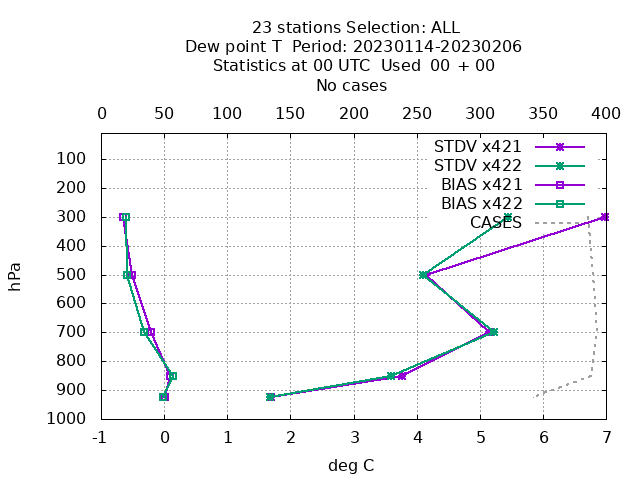 23 stations Selection: ALL
Dew point T  Period: 20230114-20230206
Statistics at 00 UTC  Used  00 + 00
No cases
0 50 100 150 200 250 300 350 400
STDV x421
STDV x422
BIAS x421
BIAS x422
CASES
100
200
300
400
500
600
700
800
900
1000
hPa
-1 0 1 2 3 4 5 6 7
deg C